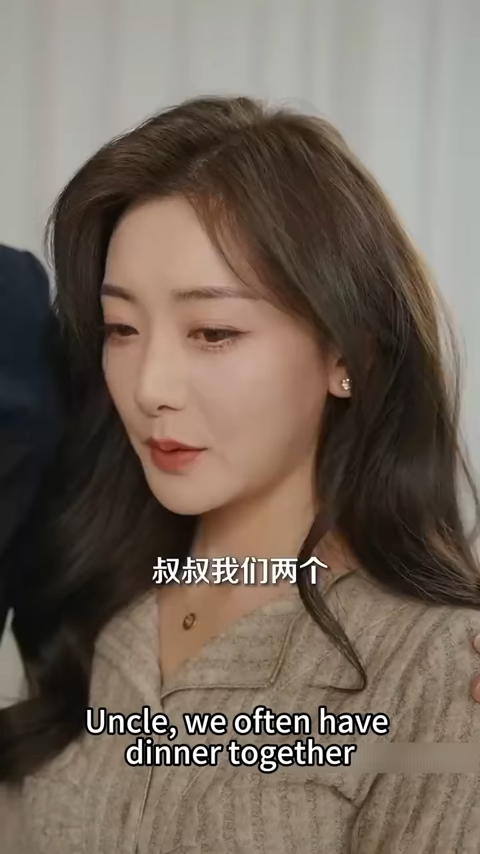 叔叔我们两个
Uncle, we often have
dinner together